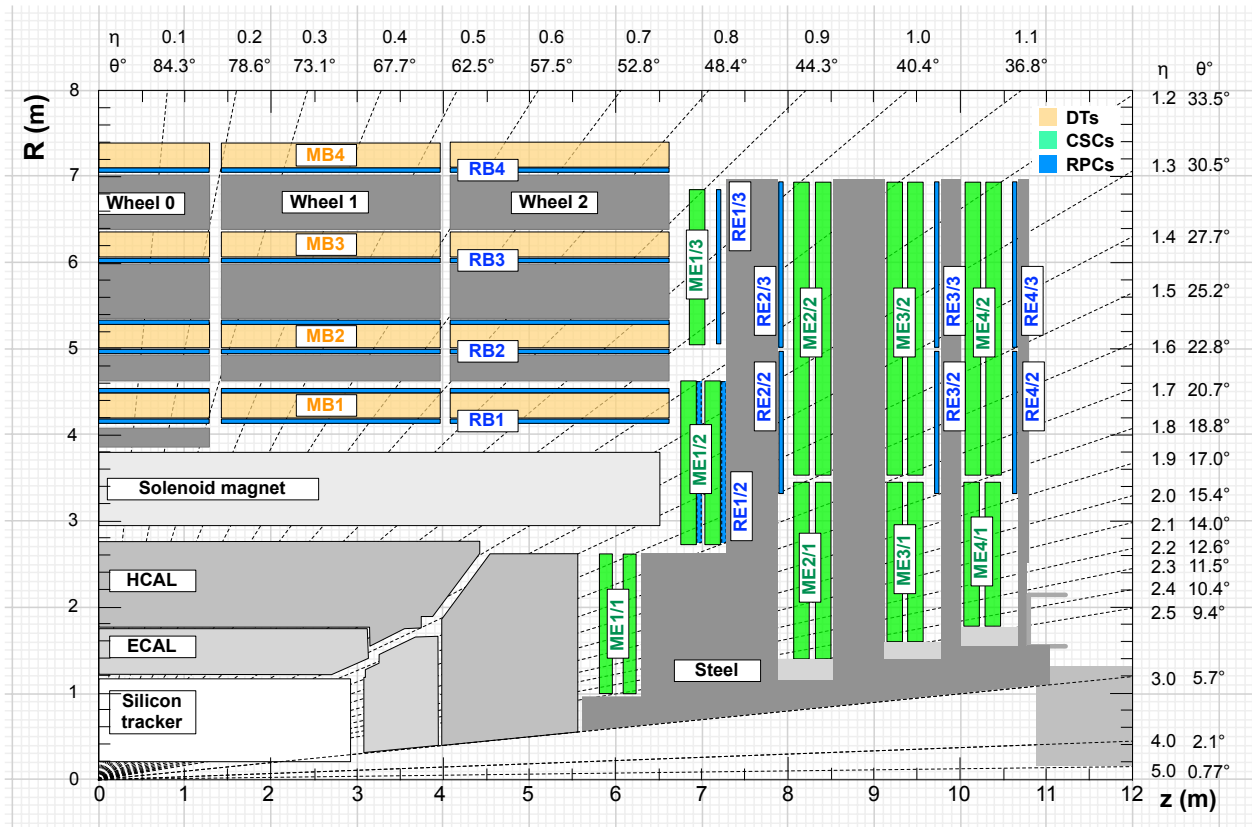 η 0.1 0.2 0.3 0.4 0.5 0.6 0.7 0.8 0.9 1.0 1.1
θ° 84.3° 78.6° 73.1° 67.7° 62.5° 57.5° 52.8° 48.4° 44.3° 40.4° 36.8°
η θ°
1.2 33.5°
1.3 30.5°
1.4 27.7°
1.5 25.2°
1.6 22.8°
1.7 20.7°
1.8 18.8°
1.9 17.0°
2.0 15.4°
2.1 14.0°
2.2 12.6°
2.3 11.5°
2.4 10.4°
2.5 9.4°
3.0 5.7°
4.0 2.1°
5.0 0.77°
DTs
CSCs
RPCs
R (m)
8
7
6
5
4
3
2
1
0
MB4
RB4
Wheel 0
Wheel 1
Wheel 2
MB3
RB3
MB2
RB2
MB1
RB1
Solenoid magnet
HCAL
ECAL
Silicon
tracker
Steel
ME1/3
RE1/3
RE2/3
ME2/2
ME3/2
RE3/3
ME4/2
RE4/3
ME1/2
RE1/2
RE2/2
RE3/2
RE4/2
ME1/1
ME2/1
ME3/1
ME4/1
0 1 2 3 4 5 6 7 8 9 10 11 12
z (m)